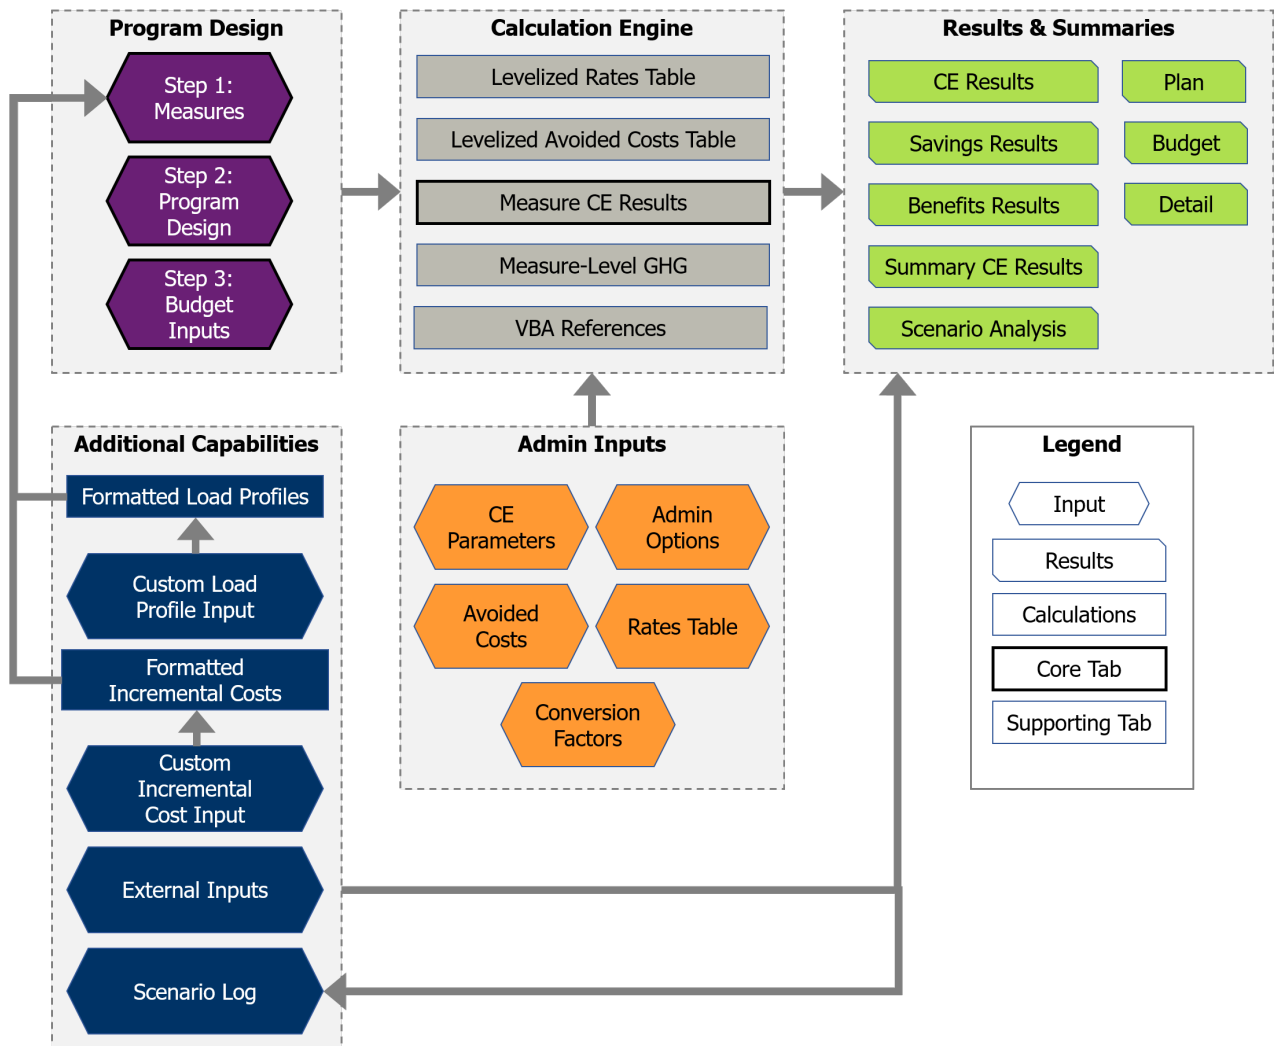 Program Design
Step 1:
Measures
Step 2:
Program
Design
Step 3:
Budget
Inputs
Calculation Engine
Levelized Rates Table
Levelized Avoided Costs Table
Measure CE Results
Measure-Level GHG
VBA References
Results & Summaries
CE Results
Savings Results
Benefits Results
Summary CE Results
Scenario Analysis
Plan
Budget
Detail
Additional Capabilities
Formatted Load Profiles
Custom Load
Profile Input
Formatted
Incremental Costs
Custom
Incremental
Cost Input
External Inputs
Scenario Log
Admin Inputs
CE
Parameters
Admin
Options
Avoided
Costs
Rates Table
Conversion
Factors
Legend
Input
Results
Calculations
Core Tab
Supporting Tab